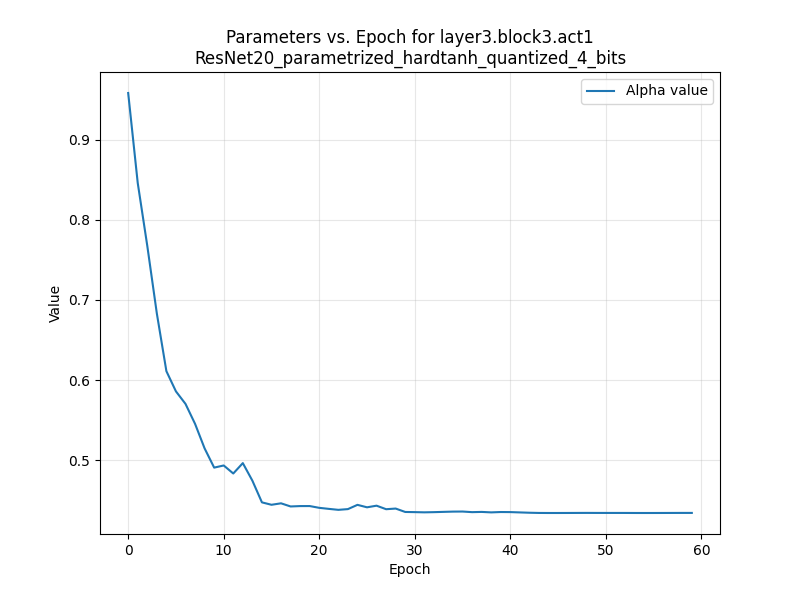 Parameters vs. Epoch for layer3.block3.act1
ResNet20_parametrized_hardtanh_quantized_4_bits
Alpha value
0.9
0.8
0.7
0.6
0.5
Value
0 10 20 30 40 50 60
Epoch